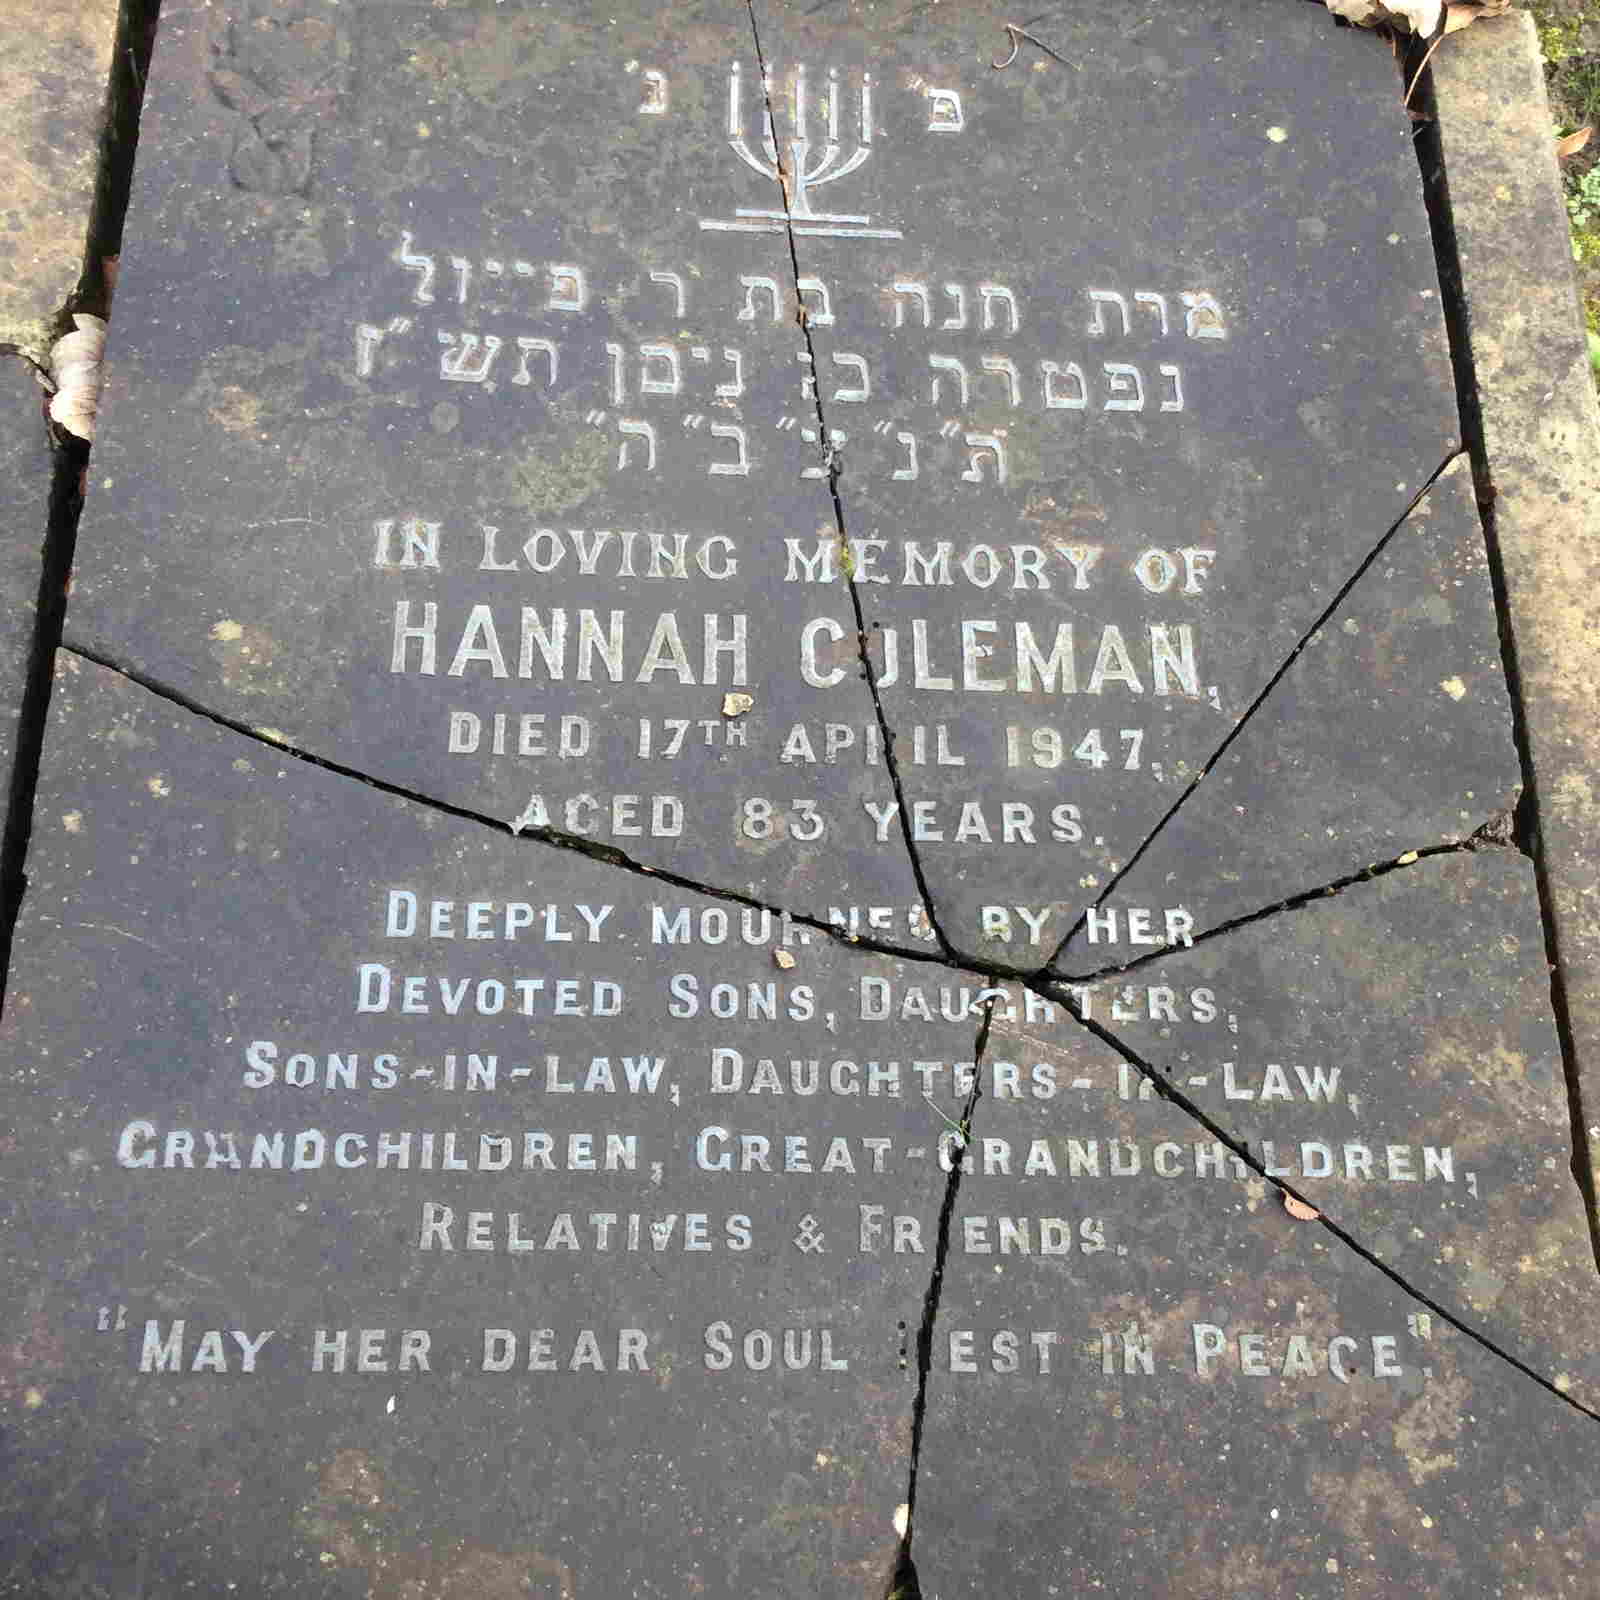 פ נ
מרת חנה בת ר פייול
נפטרה כז ניסן תש"ז
ת"נ"צ"ב"ה"
IN LOVING MEMORY OF
HANNAH COLEMAN,
DIED 17TH APRIL 1947,
AGED 83 YEARS.
DEEPLY MOURNED BY HER
DEVOTED SONS, DAUGHTERS,
SONS-IN-LAW, DAUGHTERS-IN-LAW,
GRANDCHILDREN, GREAT-GRANDCHILDREN,
RELATIVES & FRIENDS.
"MAY HER DEAR SOUL REST IN PEACE".